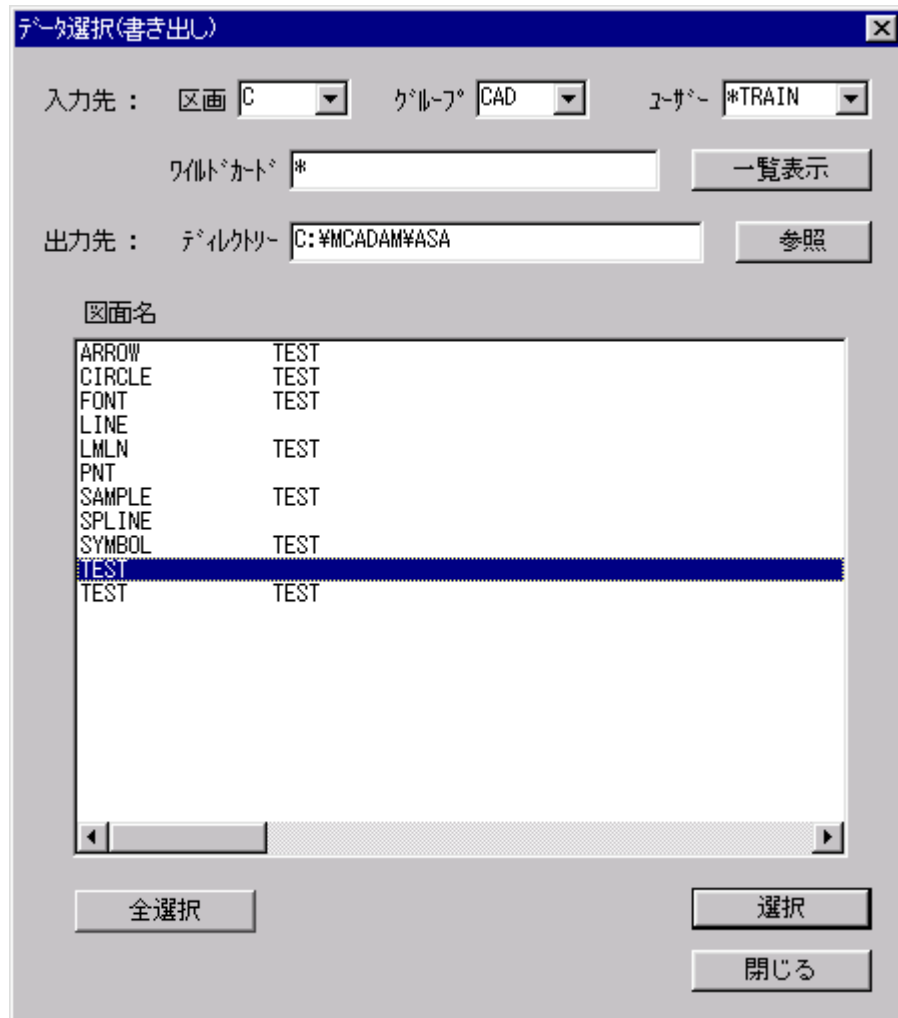 ﾃﾞｰﾀ選択(書き出し)
入力先： 区画 C ｸﾞﾙｰﾌﾟ CAD ﾕｰｻﾞｰ *TRAIN
ﾜｲﾙﾄﾞｶｰﾄﾞ * 一覧表示
出力先： ﾃﾞｨﾚｸﾄﾘｰ C:¥MCADAM¥ASA 参照
図面名
ARROW TEST
CIRCLE TEST
FONT TEST
LINE
LMLN TEST
PNT
SAMPLE TEST
SPLINE
SYMBOL TEST
TEST
TEST TEST
全選択 選択
閉じる